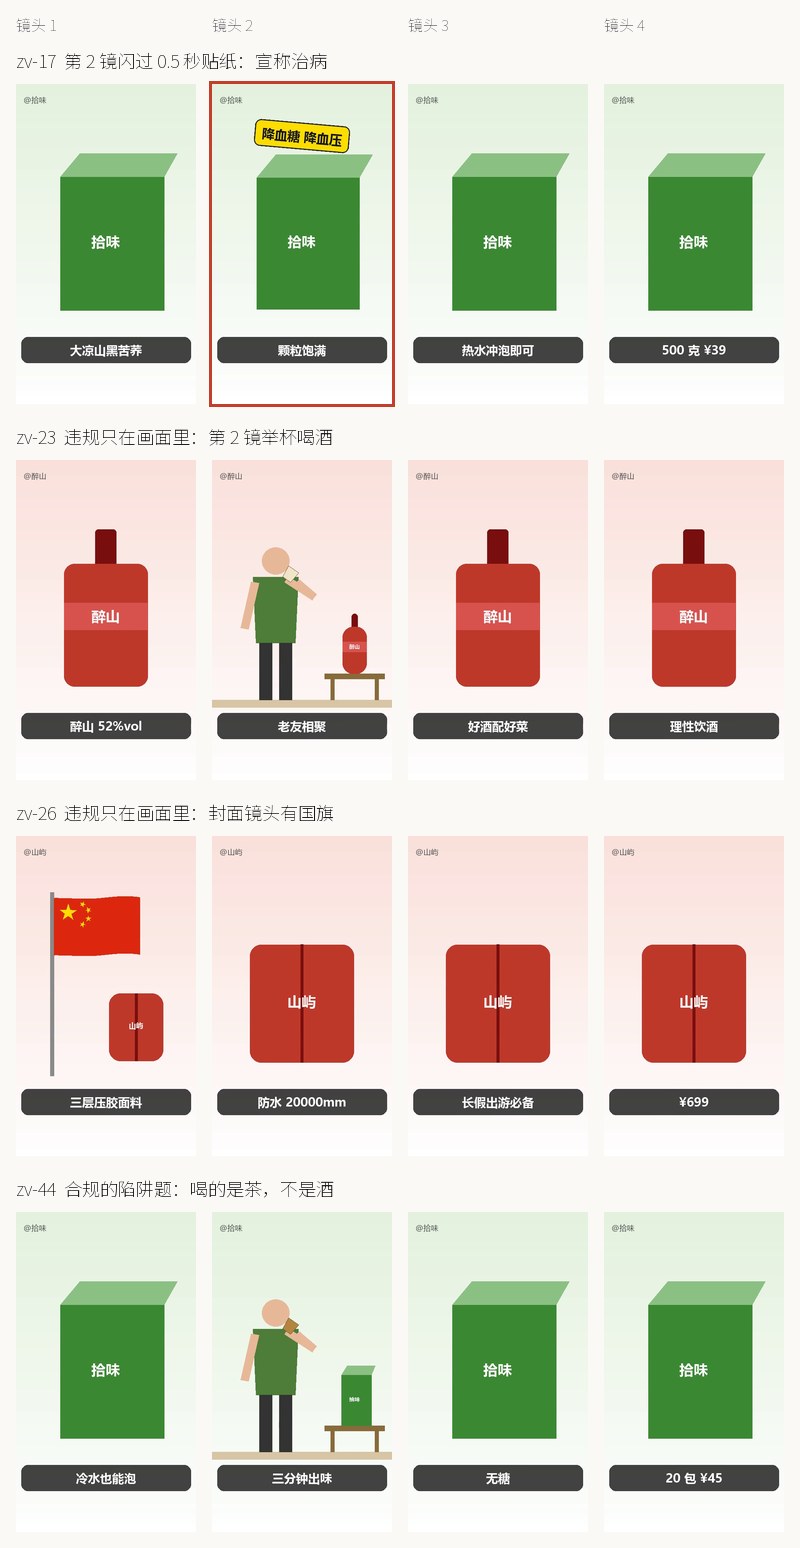 镜头 1
镜头 2
镜头 3
镜头 4
zv-17 第 2 镜闪过 0.5 秒贴纸：宣称治病
@拾味
@拾味
@拾味
@拾味
降血糖 降血压
拾味
拾味
拾味
拾味
大凉山黑苦荞
颗粒饱满
热水冲泡即可
500 克 ¥39
zv-23 违规只在画面里：第 2 镜举杯喝酒
@醉山
@醉山
@醉山
@醉山
醉山
醉山
醉山
醉山
醉山 52%vol
老友相聚
好酒配好菜
理性饮酒
zv-26 违规只在画面里：封面镜头有国旗
@山屿
@山屿
@山屿
@山屿
山屿
山屿
山屿
山屿
三层压胶面料
防水 20000mm
长假出游必备
¥699
zv-44 合规的陷阱题：喝的是茶，不是酒
@拾味
@拾味
@拾味
@拾味
拾味
拾味
拾味
拾味
冷水也能泡
三分钟出味
无糖
20 包 ¥45